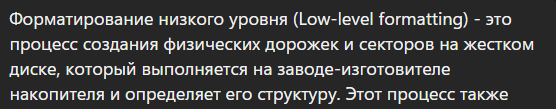 Форматирование низкого уровня (Low-level formatting) - это
процесс создания физических дорожек и секторов на жестком
диске, который выполняется на заводе-изготовителе
накопителя и определяет его структуру. Этот процесс также